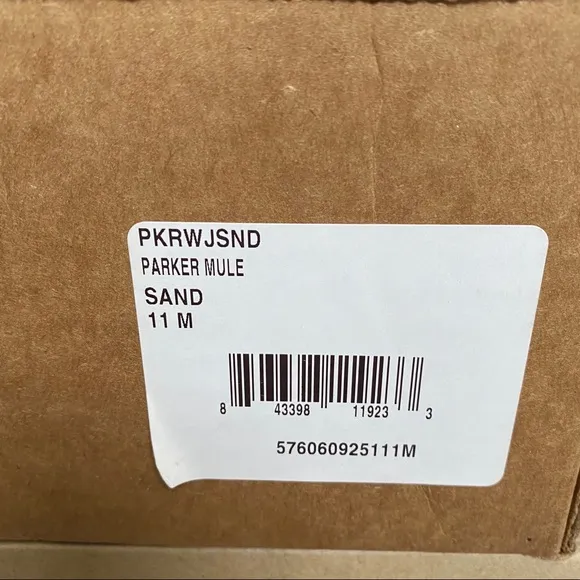 PKRWJSND
PARKER MULE
SAND
11 M
8 43398 11923 3
576060925111M